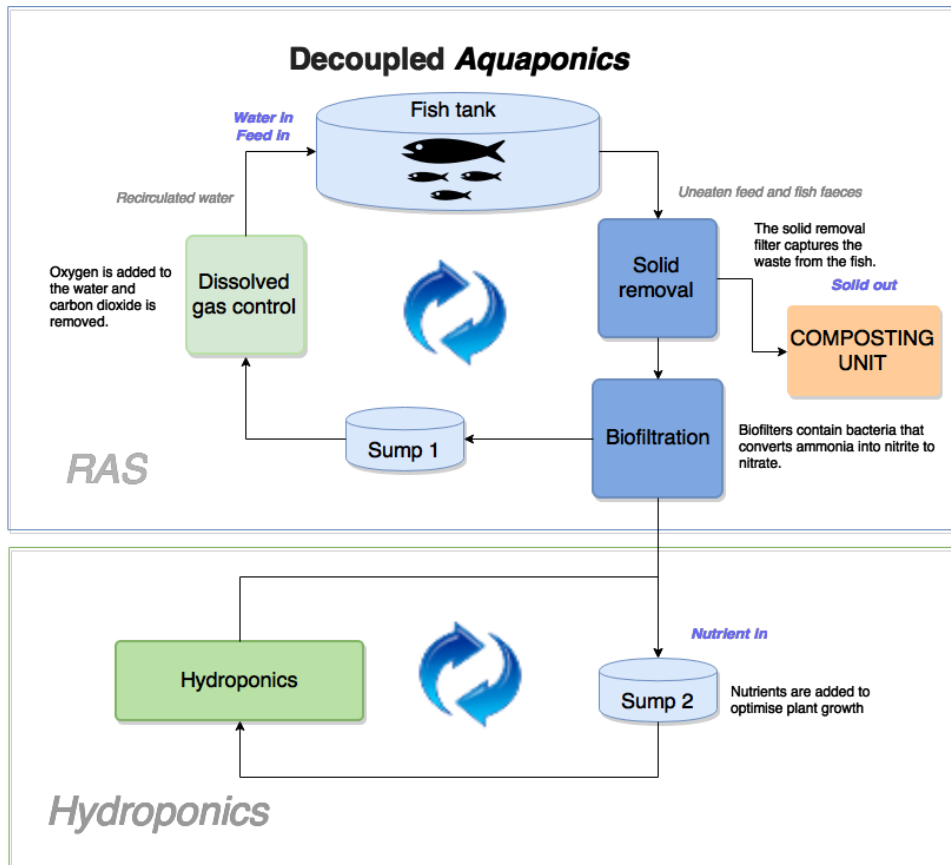 Decoupled Aquaponics
Water in
Feed in
Fish tank
Recirculated water
Uneaten feed and fish faeces
Oxygen is added to
the water and
carbon dioxide is
removed.
Dissolved
gas control
Solid
removal
The solid removal
filter captures the
waste from the fish.
Solid out
COMPOSTING
UNIT
Sump 1
Biofiltration
Biofilters contain bacteria that
converts ammonia into nitrite to
nitrate.
RAS
Nutrient in
Hydroponics
Sump 2
Nutrients are added to
optimise plant growth
Hydroponics